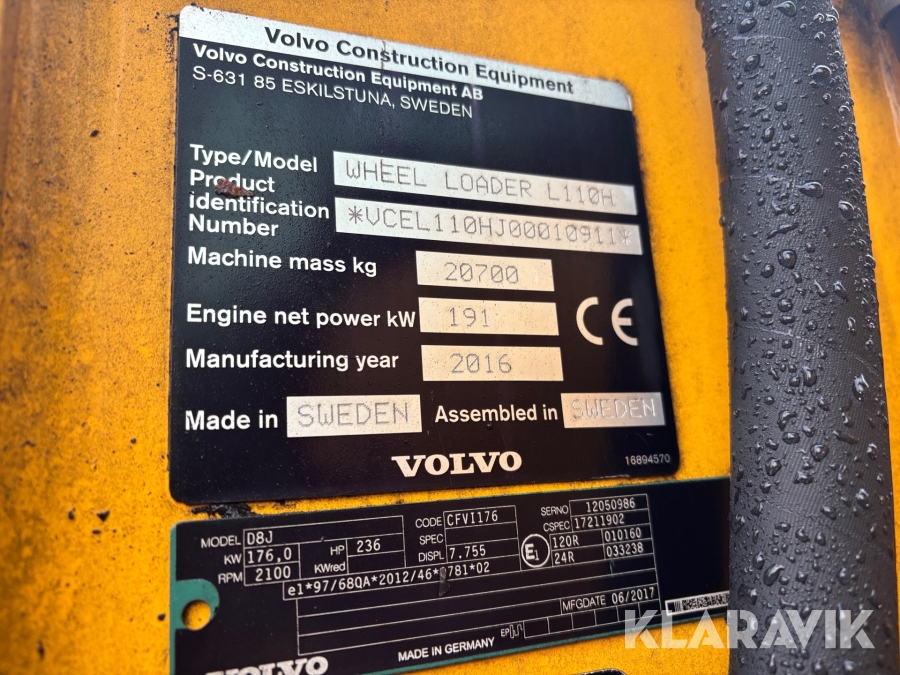 Volvo Construction Equipment
Volvo Construction Equipment AB
S-631 85 ESKILSTUNA, SWEDEN
Type/Model WHEEL LOADER L110H
Product identification Number *VCEL110HJ00010911*
Machine mass kg 20700
Engine net power kW 191
Manufacturing year 2016
Made in SWEDEN Assembled in SWEDEN
VOLVO
16894570
MODEL D8J
KW 176,0 HP 236
RPM 2100 KWred
CODE CFVI176
SPEC
DISPL 7.755
SERNO 12050986
CSPEC 17211902
E1 120R 010160
24R 033238
e1*97/68QA*2012/46*0781*02
MFGDATE 06/2017
EP
MADE IN GERMANY
VOLVO
KLARAVIK